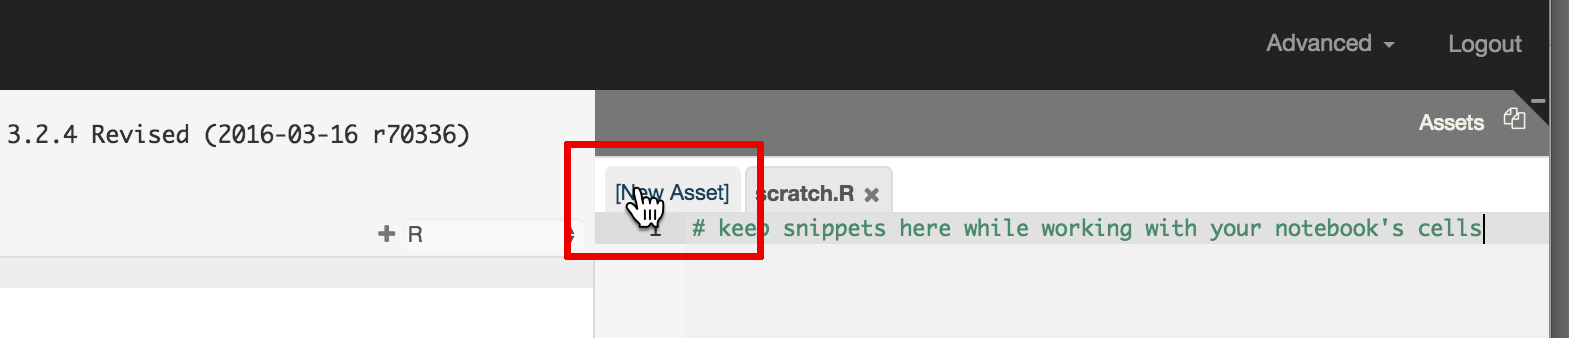 Advanced Logout
3.2.4 Revised (2016-03-16 r70336)
Assets
[New Asset] scratch.R
R
1 # keep snippets here while working with your notebook's cells